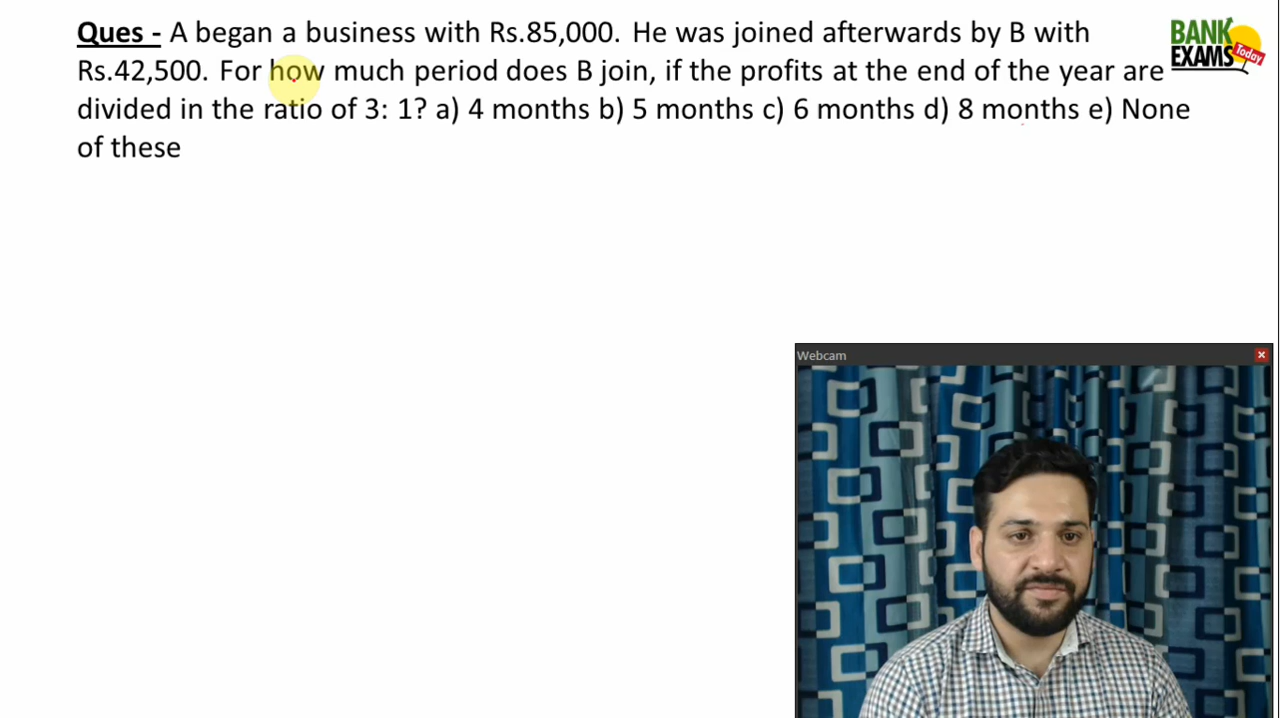 Ques - A began a business with Rs.85,000. He was joined afterwards by B with
Rs.42,500. For how much period does B join, if the profits at the end of the year are
divided in the ratio of 3: 1? a) 4 months b) 5 months c) 6 months d) 8 months e) None
of these
BANK
EXAMS
Today
Webcam